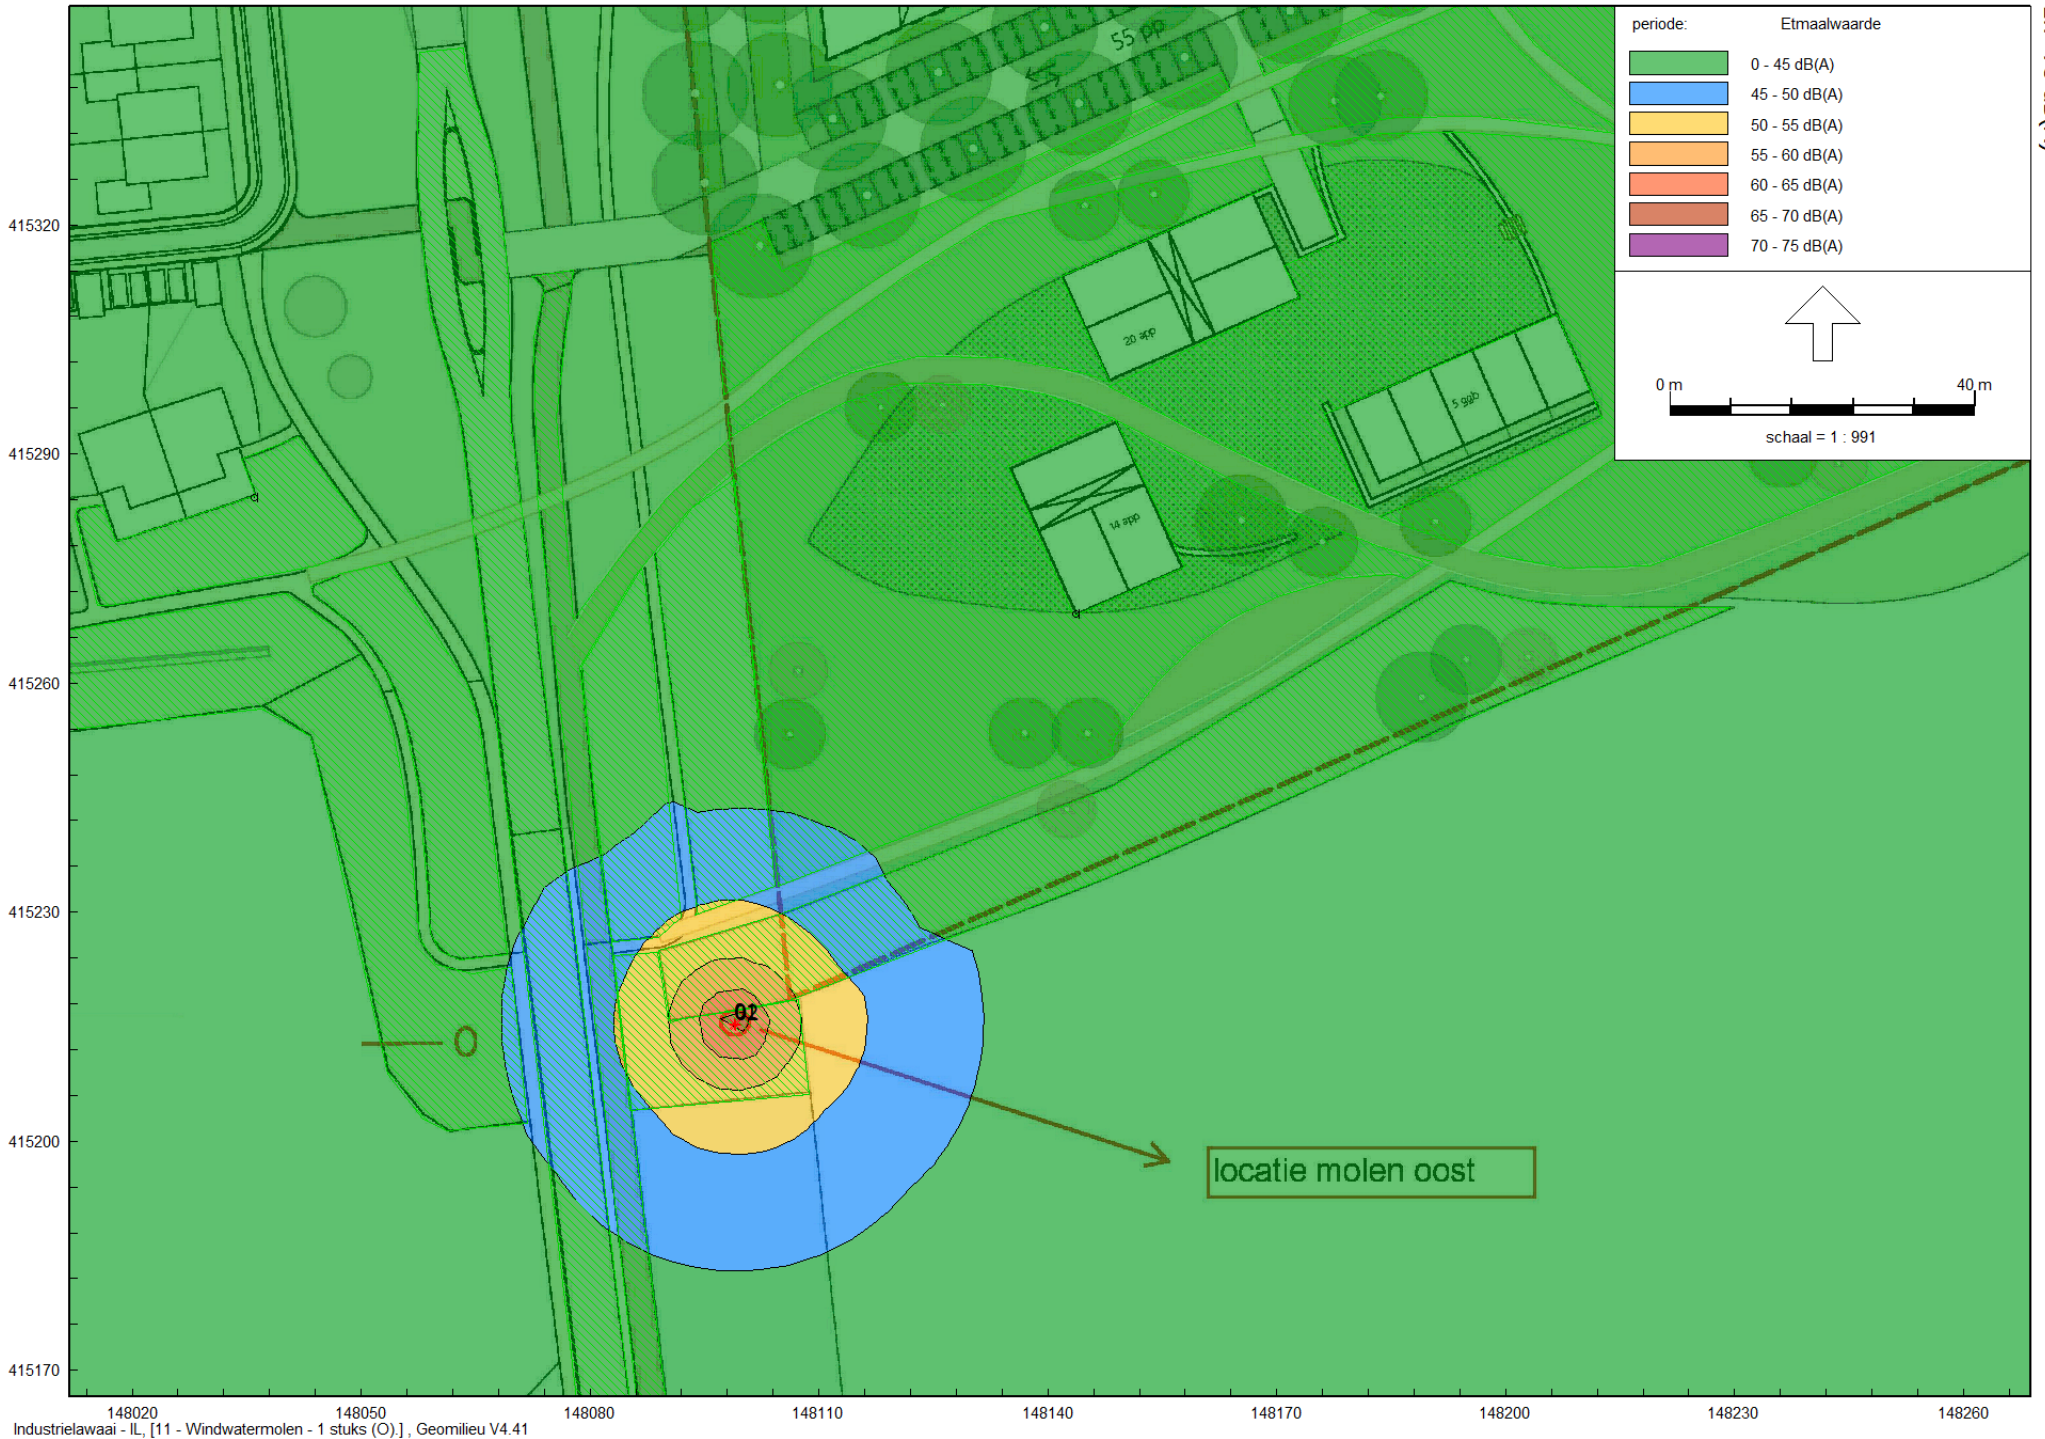 periode: Etmaalwaarde
0 - 45 dB(A)
45 - 50 dB(A)
50 - 55 dB(A)
55 - 60 dB(A)
60 - 65 dB(A)
65 - 70 dB(A)
70 - 75 dB(A)
0 m 40 m
schaal = 1 : 991
55 pp
20 app
5 ggb
14 app
415320
415290
415260
415230
415200
415170
locatie molen oost
148020 148050 148080 148110 148140 148170 148200 148230 148260
Industrielawaai - IL, [11 - Windwatermolen - 1 stuks (O).] , Geomilieu V4.41